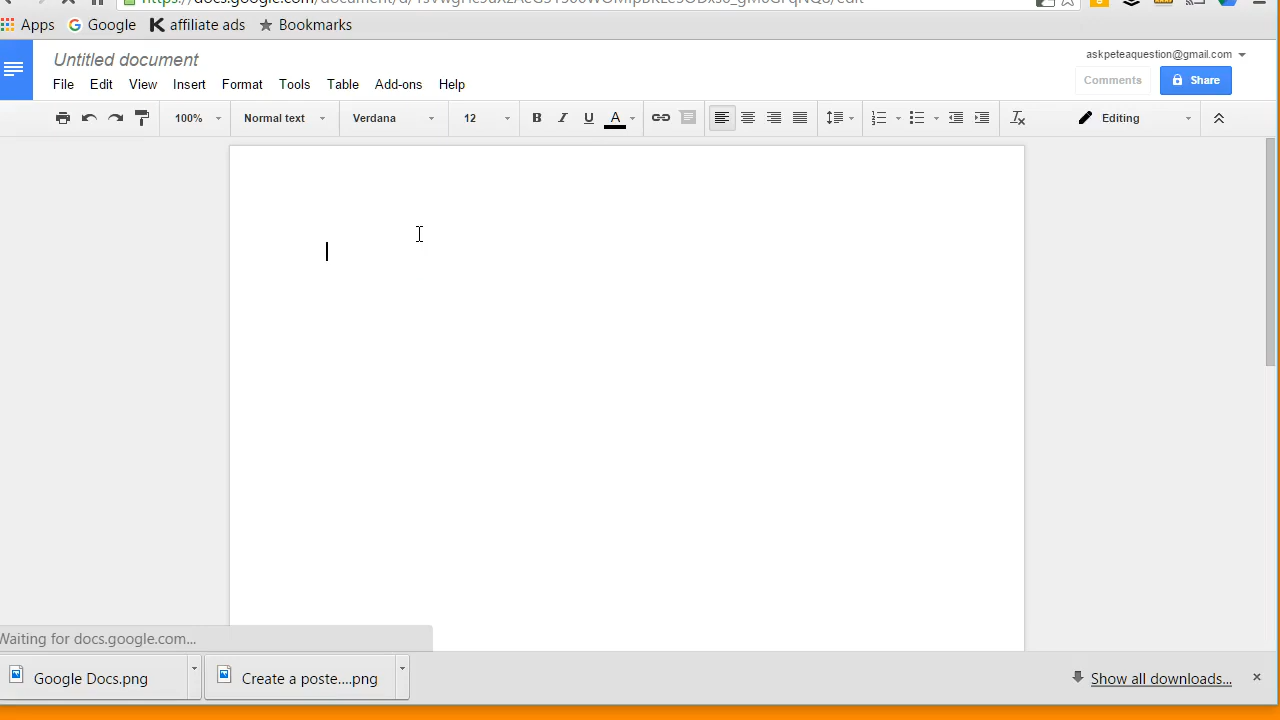 Apps Google affiliate ads Bookmarks
Untitled document
askpeteaquestion@gmail.com
File Edit View Insert Format Tools Table Add-ons Help
Comments Share
100% Normal text Verdana 12 B I U A Editing
Waiting for docs.google.com...
Google Docs.png Create a poste....png Show all downloads...